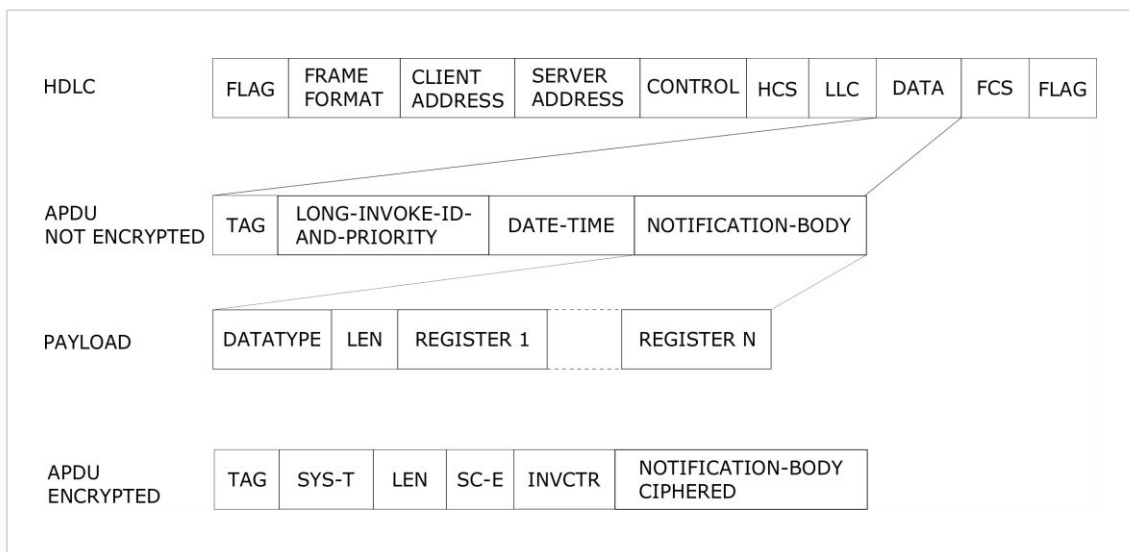 HDLC
FLAG
FRAME
FORMAT
CLIENT
ADDRESS
SERVER
ADDRESS
CONTROL
HCS
LLC
DATA
FCS
FLAG
APDU
NOT ENCRYPTED
TAG
LONG-INVOKE-ID-
AND-PRIORITY
DATE-TIME
NOTIFICATION-BODY
PAYLOAD
DATATYPE
LEN
REGISTER 1
REGISTER N
APDU
ENCRYPTED
TAG
SYS-T
LEN
SC-E
INVCTR
NOTIFICATION-BODY
CIPHERED